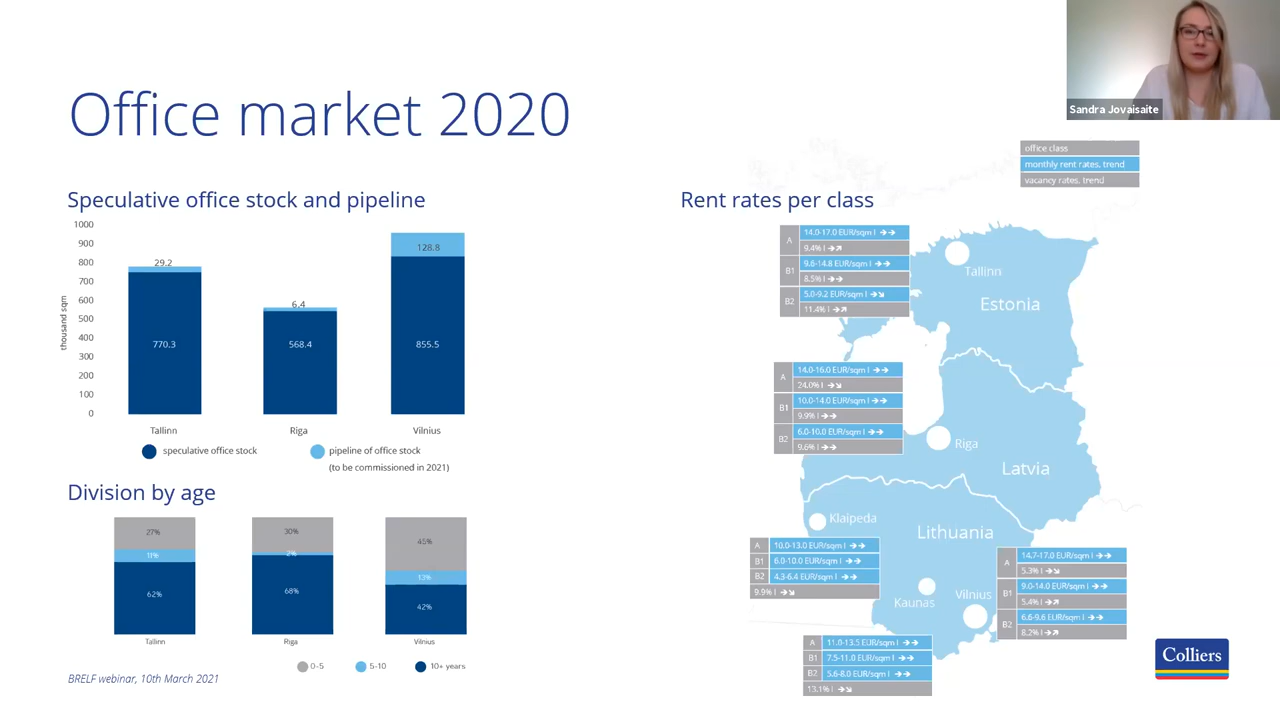 Sandra Jovaisaite
Office market 2020
Speculative office stock and pipeline
1000
900
800
700
600
500
400
300
200
100
0
thousand sqm
29.2
770.3
6.4
568.4
128.8
855.5
Tallinn
Riga
Vilnius
speculative office stock
pipeline of office stock
(to be commissioned in 2021)
Division by age
27%
11%
62%
30%
2%
68%
45%
13%
42%
Tallinn
Riga
Vilnius
0-5
5-10
10+ years
BRELF webinar, 10th March 2021
office class
monthly rent rates, trend
vacancy rates, trend
Rent rates per class
A
14.0-17.0 EUR/sqm I →→
9.4% I →↗
B1
9.6-14.8 EUR/sqm I →→
8.5% I →→
B2
5.0-9.2 EUR/sqm I →↘
11.4% I →↗
Tallinn
Estonia
A
14.0-16.0 EUR/sqm I →→
24.0% I →↘
B1
10.0-14.0 EUR/sqm I →→
9.9% I →→
B2
6.0-10.0 EUR/sqm I →→
9.6% I →→
Riga
Latvia
Klaipeda
Lithuania
A
10.0-13.0 EUR/sqm I →→
B1
6.0-10.0 EUR/sqm I →→
B2
4.3-6.4 EUR/sqm I →→
9.9% I →↘
Kaunas
Vilnius
A
14.7-17.0 EUR/sqm I →→
5.3% I →↘
B1
9.0-14.0 EUR/sqm I →→
5.4% I →↗
B2
6.6-9.6 EUR/sqm I →→
8.2% I →↗
A
11.0-13.5 EUR/sqm I →→
B1
7.5-11.0 EUR/sqm I →→
B2
5.6-8.0 EUR/sqm I →→
13.1% I →↘
Colliers